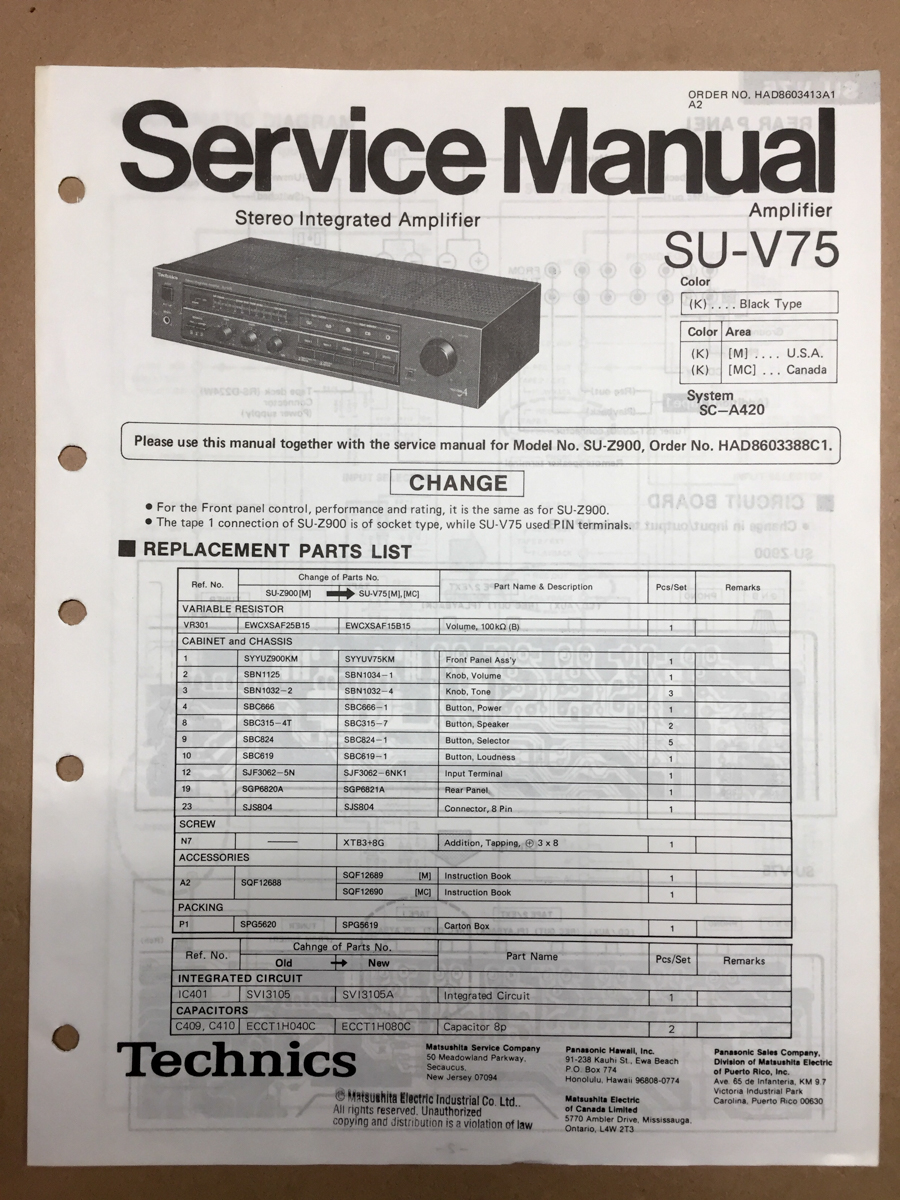 ORDER NO. HAD8603413A1
A2
Service Manual
Stereo Integrated Amplifier
Amplifier
SU-V75
Technics
Color
(K) .... Black Type
Color Area
(K) [M] .... U.S.A.
(K) [MC] ... Canada
System
SC-A420
Please use this manual together with the service manual for Model No. SU-Z900, Order No. HAD8603388C1.
CHANGE
● For the Front panel control, performance and rating, it is the same as for SU-Z900.
● The tape 1 connection of SU-Z900 is of socket type, while SU-V75 used PIN terminals.
■ REPLACEMENT PARTS LIST
Ref. No. Change of Parts No. Part Name & Description Pcs/Set Remarks
SU-Z900[M] → SU-V75[M],[MC]
VARIABLE RESISTOR
VR301 EWCXSAF25B15 EWCXSAF15B15 Volume, 100kΩ (B) 1
CABINET and CHASSIS
1 SYYUZ900KM SYYUV75KM Front Panel Ass'y 1
2 SBN1125 SBN1034-1 Knob, Volume 1
3 SBN1032-2 SBN1032-4 Knob, Tone 3
4 SBC666 SBC666-1 Button, Power 1
8 SBC315-4T SBC315-7 Button, Speaker 2
9 SBC824 SBC824-1 Button, Selector 5
10 SBC619 SBC619-1 Button, Loudness 1
12 SJF3062-5N SJF3062-6NK1 Input Terminal 1
19 SGP6820A SGP6821A Rear Panel 1
23 SJS804 SJS804 Connector, 8 Pin 1
SCREW
N7 —— XTB3+8G Addition, Tapping, ⊕ 3 x 8 1
ACCESSORIES
A2 SQF12688 SQF12689 [M] Instruction Book 1
SQF12690 [MC] Instruction Book 1
PACKING
P1 SPG5620 SPG5619 Carton Box 1
Ref. No. Cahnge of Parts No. Part Name Pcs/Set Remarks
Old → New
INTEGRATED CIRCUIT
IC401 SVI3105 SVI3105A Integrated Circuit 1
CAPACITORS
C409, C410 ECCT1H040C ECCT1H080C Capacitor 8p 2
Technics
Matsushita Service Company
50 Meadowland Parkway,
Secaucus,
New Jersey 07094
© Matsushita Electric Industrial Co. Ltd..
All rights reserved. Unauthorized
copying and distribution is a violation of law
Panasonic Hawaii, Inc.
91-238 Kauhi St., Ewa Beach
P.O. Box 774
Honolulu, Hawaii 96808-0774
Matsushita Electric
of Canada Limited
5770 Ambler Drive, Mississauga,
Ontario, L4W 2T3
Panasonic Sales Company,
Division of Matsushita Electric
of Puerto Rico, Inc.
Ave. 65 de Infanteria, KM 9.7
Victoria Industrial Park
Carolina, Puerto Rico 00630